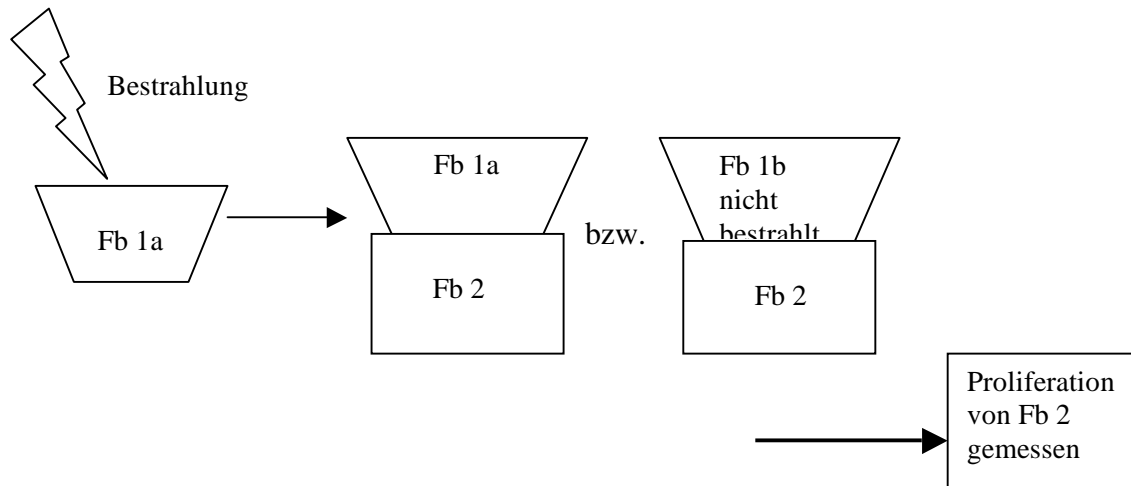 Bestrahlung
Fb 1a
Fb 1a
Fb 2
bzw.
Fb 1b
nicht
bestrahlt
Fb 2
Proliferation
von Fb 2
gemessen